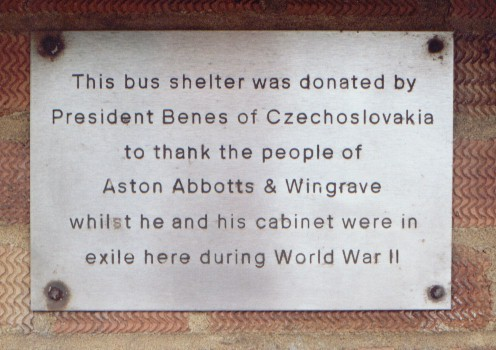 This bus shelter was donated by
President Benes of Czechoslovakia
to thank the people of
Aston Abbotts & Wingrave
whilst he and his cabinet were in
exile here during World War II